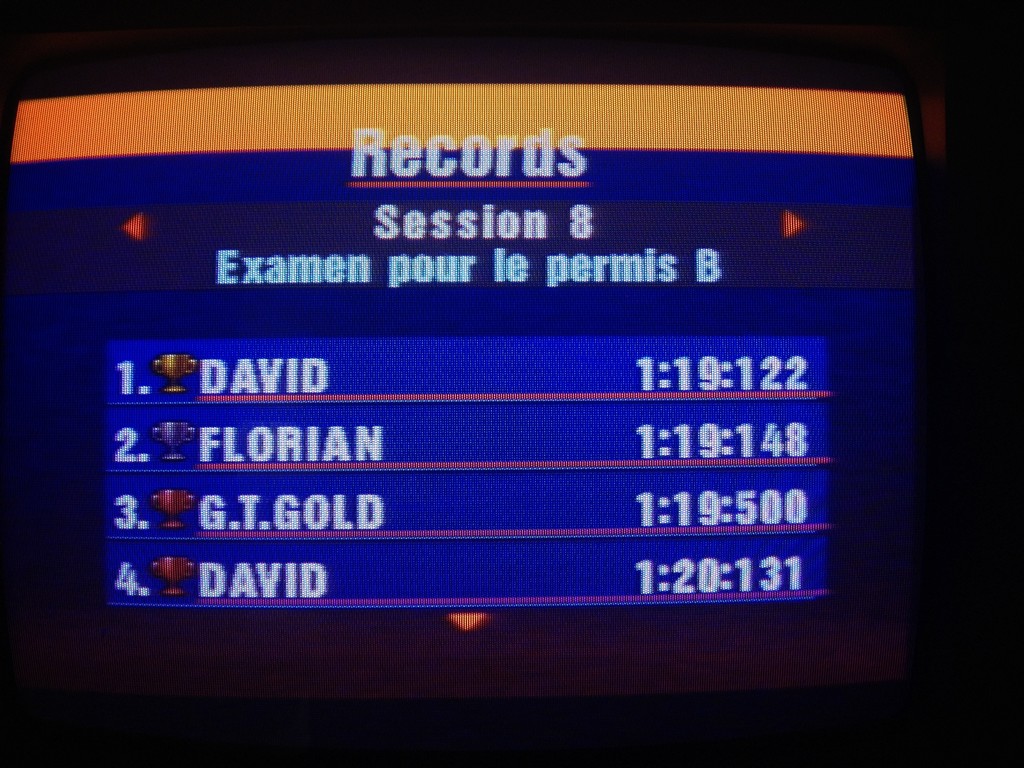 Records
Session 8
Examen pour le permis B
1. DAVID 1:19:122
2. FLORIAN 1:19:148
3. G.T.GOLD 1:19:500
4. DAVID 1:20:131